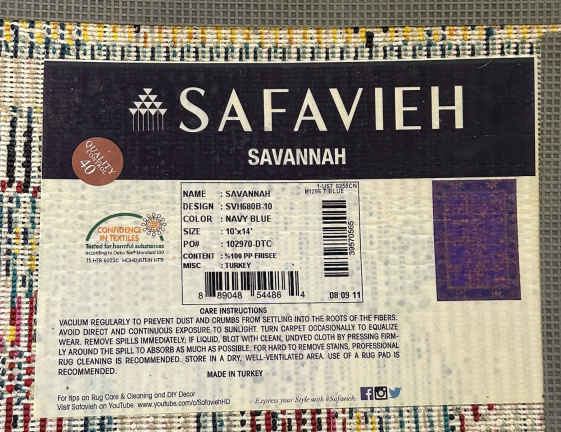 SAFAVIEH
SAVANNAH
QUALITY
40
CONFIDENCE
IN TEXTILES
Tested for harmful substances
according to Oeko-Tex® Standard 100
NAME : SAVANNAH
DESIGN : SVH680B-10
COLOR : NAVY BLUE
SIZE : 10'x14'
PO# : 102970-DTC
CONTENT : %100 PP FRISEE
MISC : TURKEY
8 89048 54486 4
39570565
08 09 11
CARE INSTRUCTIONS
VACUUM REGULARLY TO PREVENT DUST AND CRUMBS FROM SETTLING INTO THE ROOTS OF THE FIBERS.
AVOID DIRECT AND CONTINUOUS EXPOSURE TO SUNLIGHT. TURN CARPET OCCASIONALLY TO EQUALIZE
WEAR. REMOVE SPILLS IMMEDIATELY; IF LIQUID, BLOT WITH CLEAN, UNDYED CLOTH BY PRESSING FIRM-
LY AROUND THE SPILL TO ABSORB AS MUCH AS POSSIBLE; FOR HARD TO REMOVE STAINS, PROFESSIONAL
RUG CLEANING IS RECOMMENDED. STORE IN A DRY, WELL-VENTILATED AREA. USE OF A RUG PAD IS
RECOMMENDED.
MADE IN TURKEY
For tips on Rug Care & Cleaning and DIY Decor
Visit Safavieh on YouTube. www.youtube.com/c/SafaviehHD
Express your Style with #Safavieh.